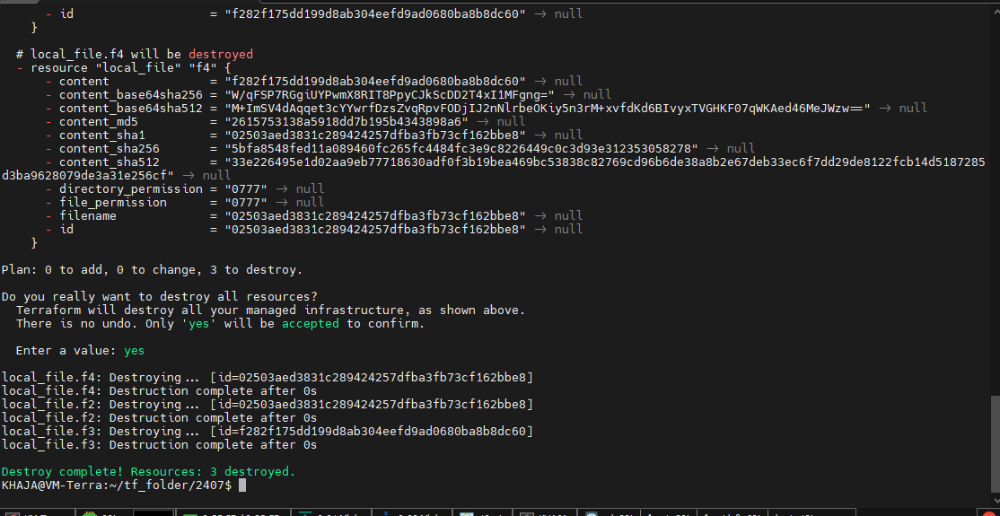 - id = "f282f175dd199d8ab304eefd9ad0680ba8b8dc60" -> null
}
# local_file.f4 will be destroyed
- resource "local_file" "f4" {
- content = "f282f175dd199d8ab304eefd9ad0680ba8b8dc60" -> null
- content_base64sha256 = "W/qFSP7RGgiUYPwmX8RIT8PpyCJkScDD2T4xI1MFgng=" -> null
- content_base64sha512 = "M+ImSV4dAqqet3cYYwrfDzsZvqRpvFODjIJ2nNlrbeOKiy5n3rM+xvfdKd6BIvyxTVGHKF07qWKAed46MeJWzw==" -> null
- content_md5 = "2615753138a5918dd7b195b4343898a6" -> null
- content_sha1 = "02503aed3831c289424257dfba3fb73cf162bbe8" -> null
- content_sha256 = "5bfa8548fed11a089460fc265fc4484fc3e9c8226449c0c3d93e312353058278" -> null
- content_sha512 = "33e226495e1d02aa9eb77718630adf0f3b19bea469bc53838c82769cd96b6de38a8b2e67deb33ec6f7dd29de8122fcb14d5187285
d3ba9628079de3a31e256cf" -> null
- directory_permission = "0777" -> null
- file_permission = "0777" -> null
- filename = "02503aed3831c289424257dfba3fb73cf162bbe8" -> null
- id = "02503aed3831c289424257dfba3fb73cf162bbe8" -> null
}
Plan: 0 to add, 0 to change, 3 to destroy.
Do you really want to destroy all resources?
Terraform will destroy all your managed infrastructure, as shown above.
There is no undo. Only 'yes' will be accepted to confirm.
Enter a value: yes
local_file.f4: Destroying... [id=02503aed3831c289424257dfba3fb73cf162bbe8]
local_file.f4: Destruction complete after 0s
local_file.f2: Destroying... [id=02503aed3831c289424257dfba3fb73cf162bbe8]
local_file.f2: Destruction complete after 0s
local_file.f3: Destroying... [id=f282f175dd199d8ab304eefd9ad0680ba8b8dc60]
local_file.f3: Destruction complete after 0s
Destroy complete! Resources: 3 destroyed.
KHAJA@VM-Terra:~/tf_folder/2407$